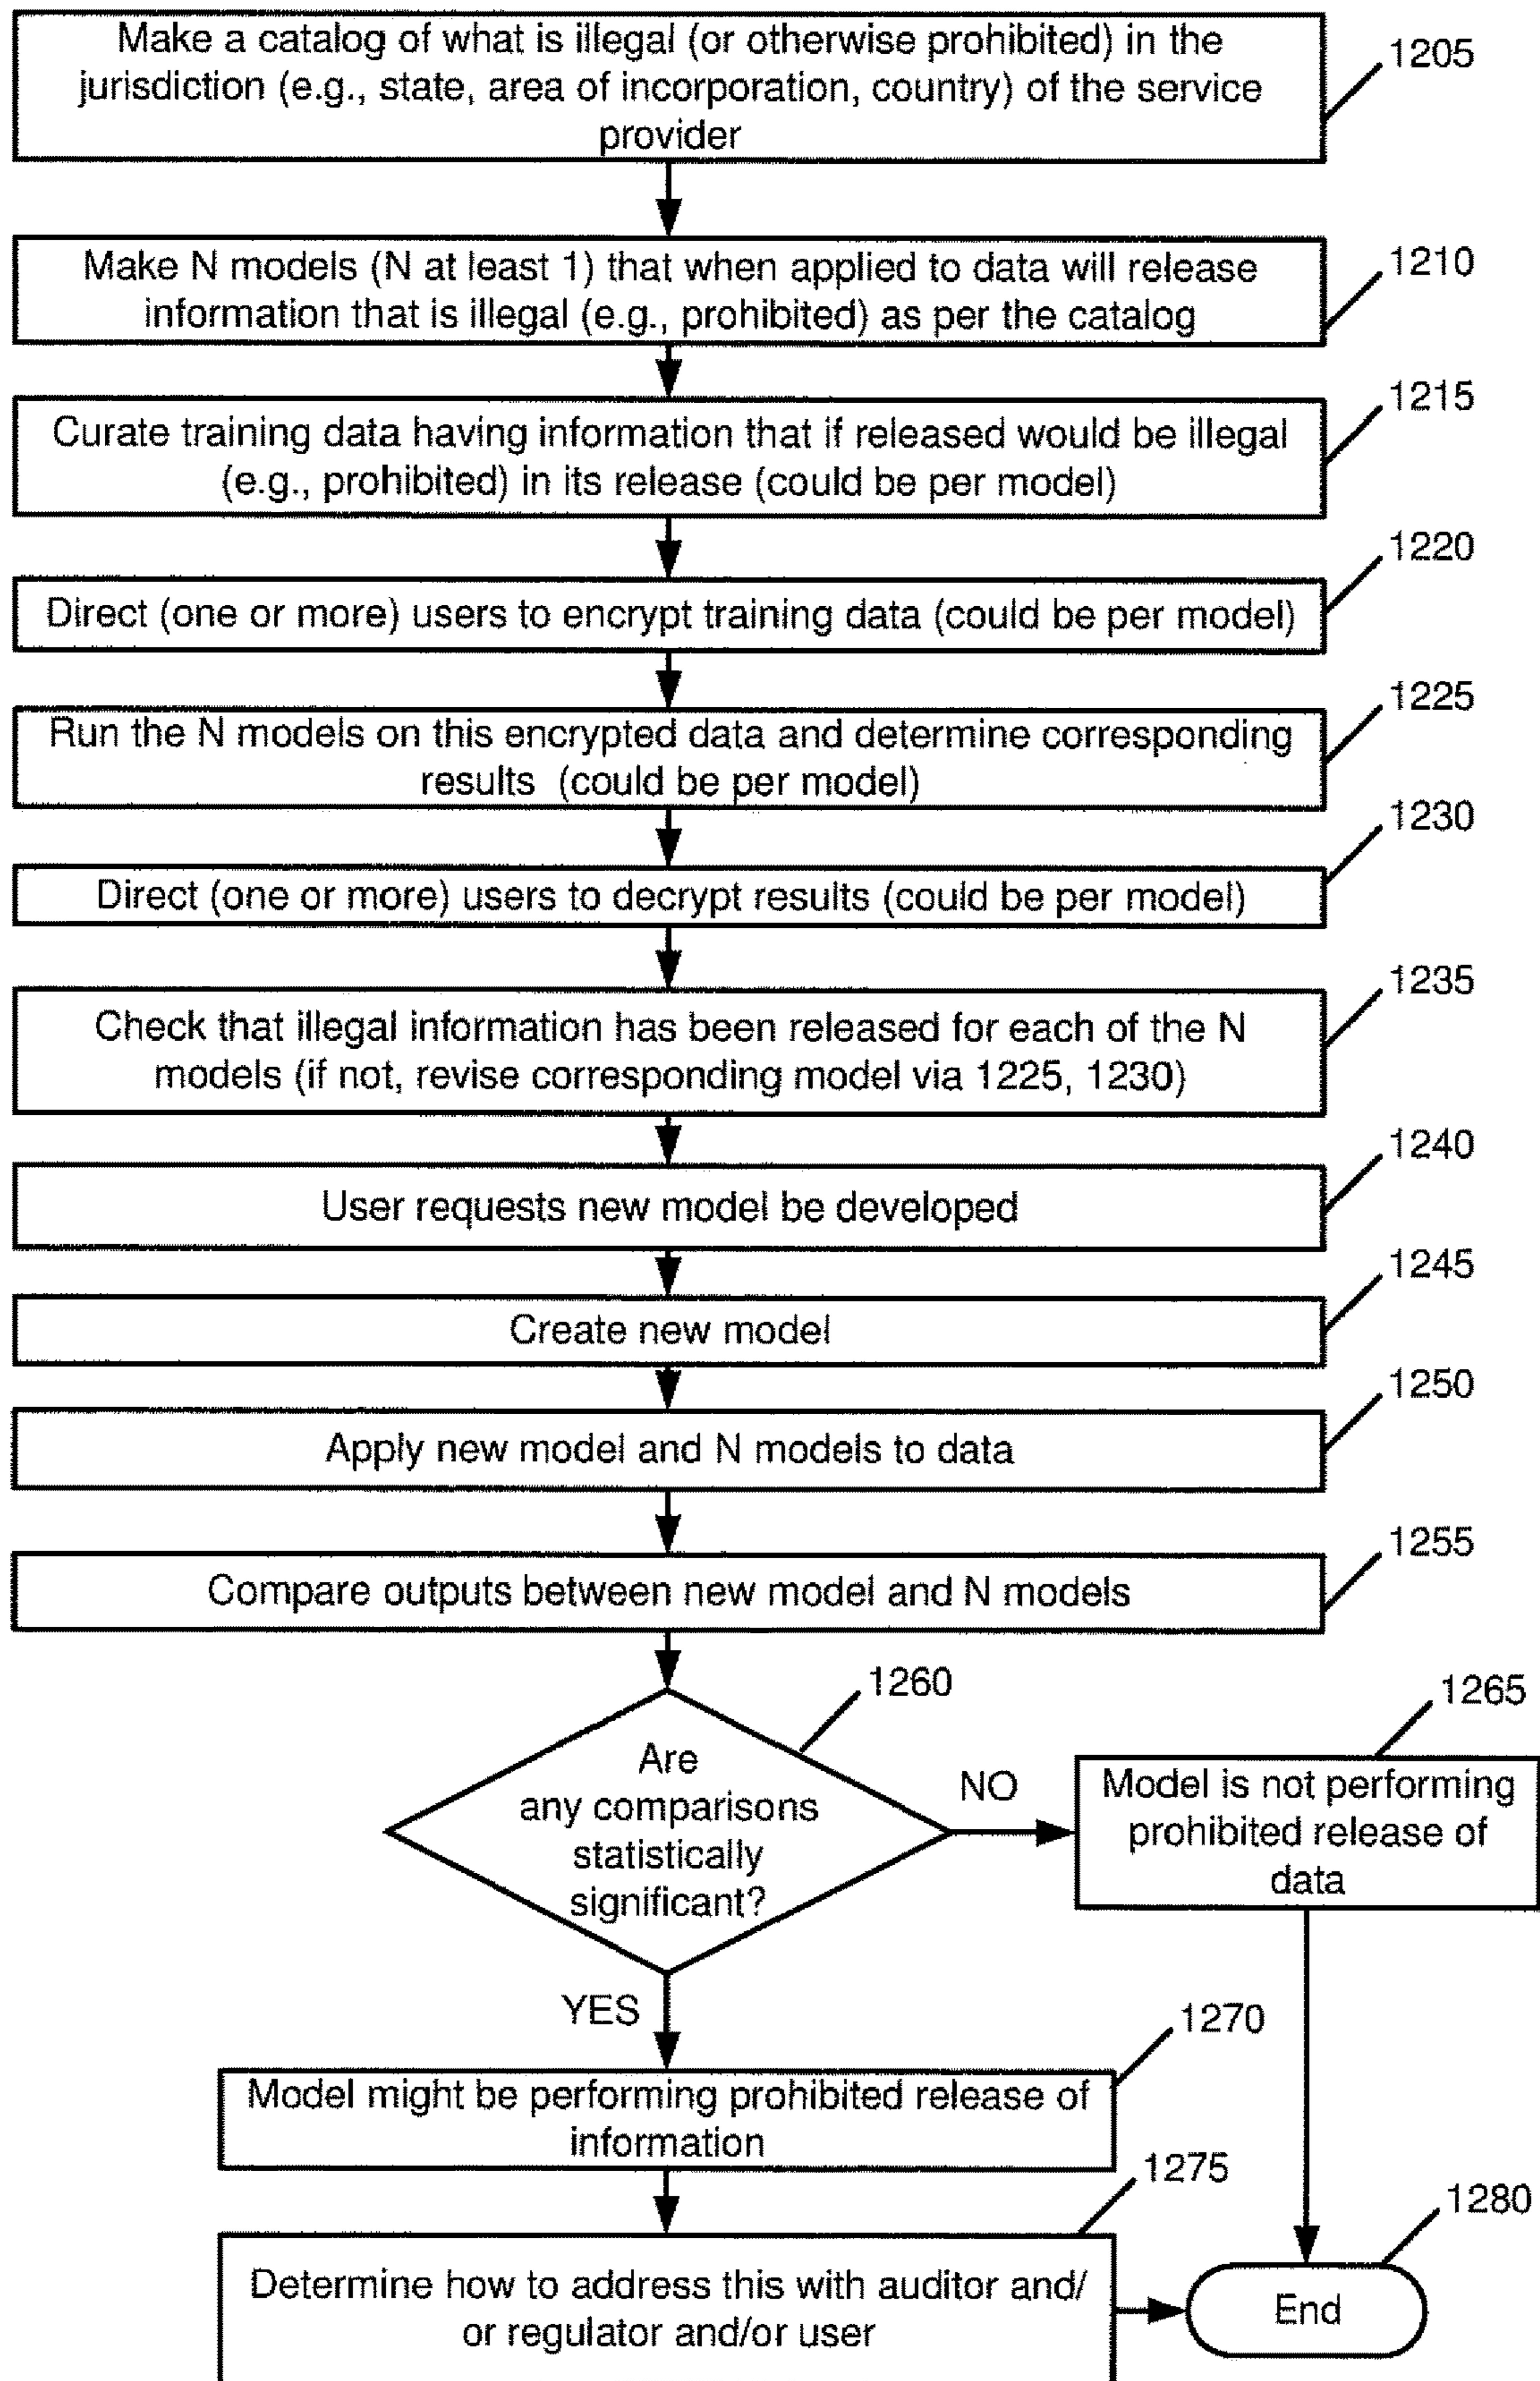 Make a catalog of what is illegal (or otherwise prohibited) in the
jurisdiction (e.g., state, area of incorporation, country) of the service
provider
1205
Make N models (N at least 1) that when applied to data will release
information that is illegal (e.g., prohibited) as per the catalog
1210
Curate training data having information that if released would be illegal
(e.g., prohibited) in its release (could be per model)
1215
Direct (one or more) users to encrypt training data (could be per model)
1220
Run the N models on this encrypted data and determine corresponding
results (could be per model)
1225
Direct (one or more) users to decrypt results (could be per model)
1230
Check that illegal information has been released for each of the N
models (if not, revise corresponding model via 1225, 1230)
1235
User requests new model be developed
1240
Create new model
1245
Apply new model and N models to data
1250
Compare outputs between new model and N models
1255
Are
any comparisons
statistically
significant?
1260
NO
Model is not performing
prohibited release of
data
1265
YES
Model might be performing prohibited release of
information
1270
Determine how to address this with auditor and/
or regulator and/or user
1275
End
1280